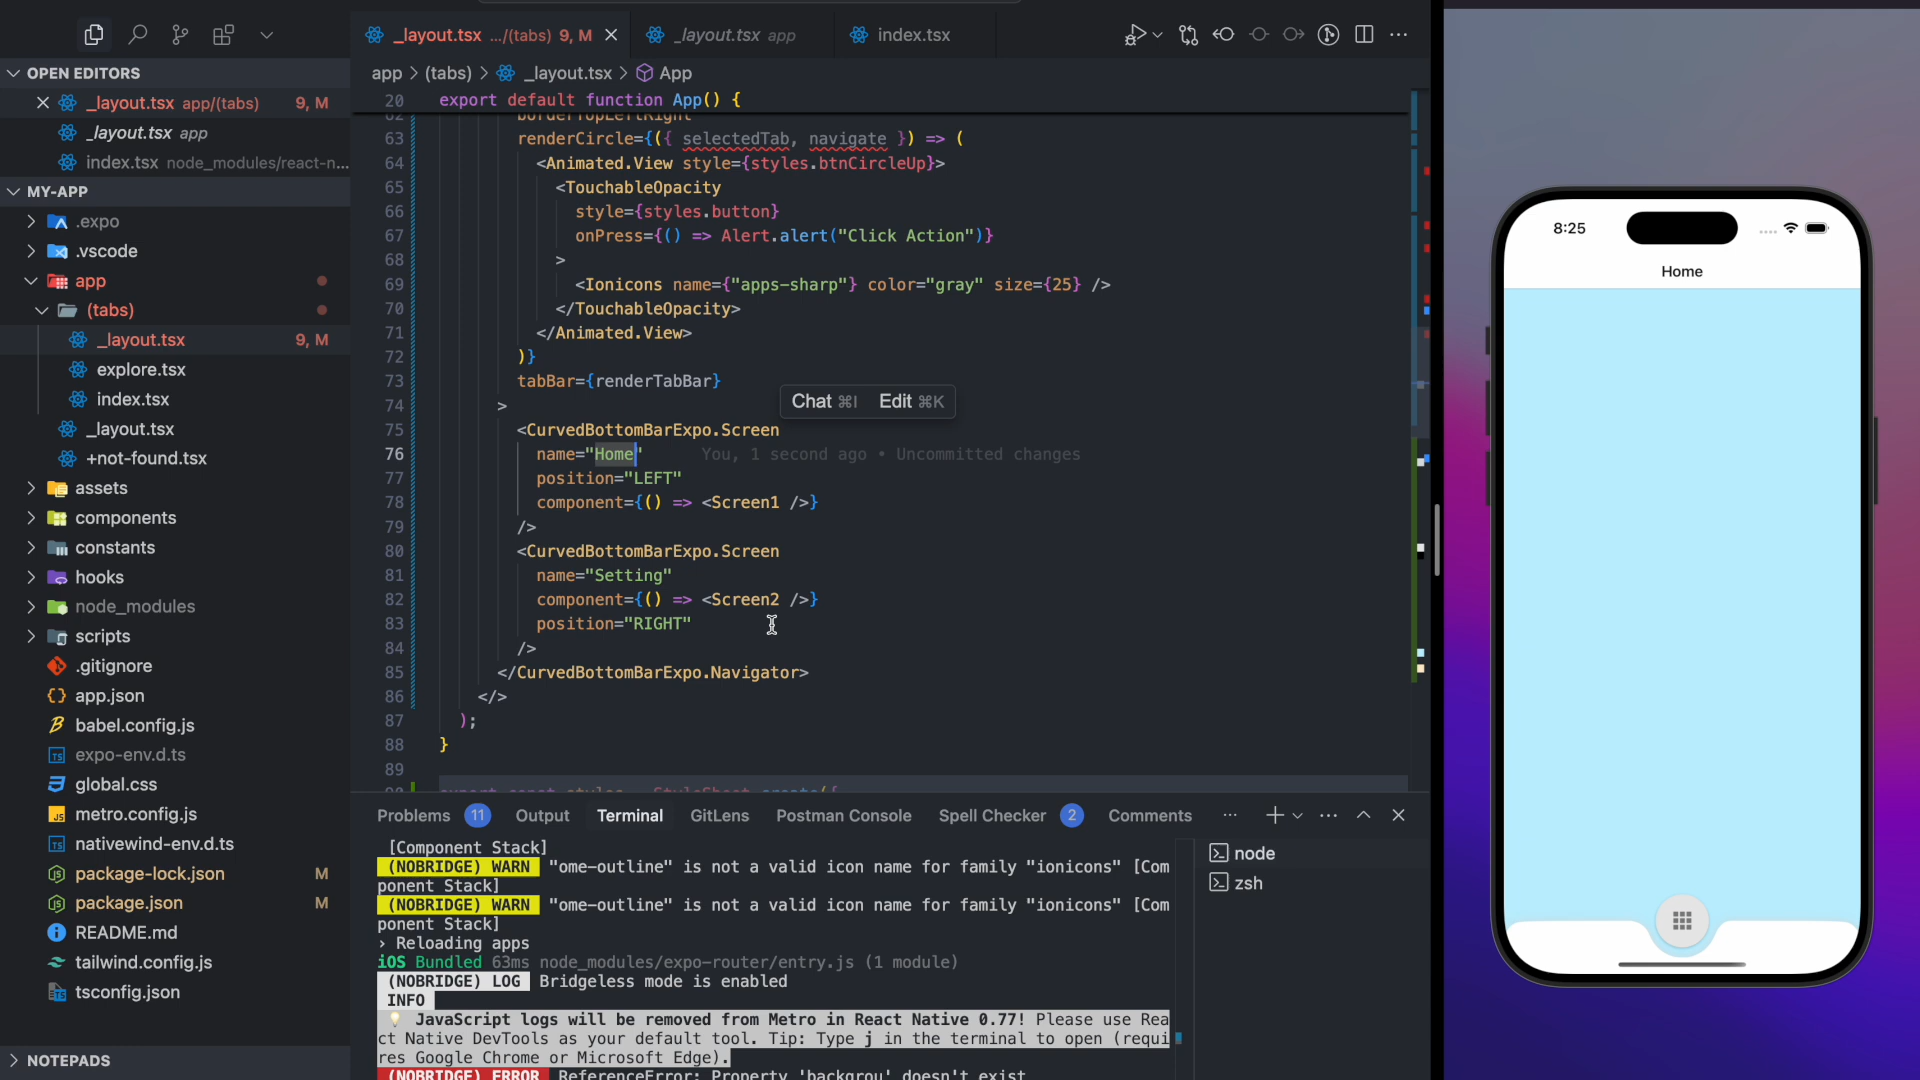 _layout.tsx .../(tabs) 9, M
_layout.tsx app
index.tsx
OPEN EDITORS
_layout.tsx app/(tabs) 9, M
_layout.tsx app
index.tsx node_modules/react-n...
MY-APP
.expo
.vscode
app
(tabs)
_layout.tsx 9, M
explore.tsx
index.tsx
_layout.tsx
+not-found.tsx
assets
components
constants
hooks
node_modules
scripts
.gitignore
app.json
babel.config.js
expo-env.d.ts
global.css
metro.config.js
nativewind-env.d.ts
package-lock.json M
package.json M
README.md
tailwind.config.js
tsconfig.json
NOTEPADS
app > (tabs) > _layout.tsx > App
20 export default function App() {
62 borderTopLeftRight
63 renderCircle={({ selectedTab, navigate }) => (
64 <Animated.View style={styles.btnCircleUp}>
65 <TouchableOpacity
66 style={styles.button}
67 onPress={() => Alert.alert("Click Action")}
68 >
69 <Ionicons name={"apps-sharp"} color="gray" size={25} />
70 </TouchableOpacity>
71 </Animated.View>
72 )}
73 tabBar={renderTabBar}
Chat ⌘I Edit ⌘K
74 >
75 <CurvedBottomBarExpo.Screen
76 name="Home" You, 1 second ago • Uncommitted changes
77 position="LEFT"
78 component={() => <Screen1 />}
79 />
80 <CurvedBottomBarExpo.Screen
81 name="Setting"
82 component={() => <Screen2 />}
83 position="RIGHT"
84 />
85 </CurvedBottomBarExpo.Navigator>
86 </>
87 );
88 }
89
90 export const styles = StyleSheet.create({
Problems 11 Output Terminal GitLens Postman Console Spell Checker 2 Comments
[Component Stack]
(NOBRIDGE) WARN "ome-outline" is not a valid icon name for family "ionicons" [Com
ponent Stack]
(NOBRIDGE) WARN "ome-outline" is not a valid icon name for family "ionicons" [Com
ponent Stack]
› Reloading apps
iOS Bundled 63ms node_modules/expo-router/entry.js (1 module)
(NOBRIDGE) LOG Bridgeless mode is enabled
INFO
💡 JavaScript logs will be removed from Metro in React Native 0.77! Please use Rea
ct Native DevTools as your default tool. Tip: Type j in the terminal to open (requi
res Google Chrome or Microsoft Edge).
(NOBRIDGE) ERROR ReferenceError: Property 'backgrou' doesn't exist
node
zsh
8:25
Home